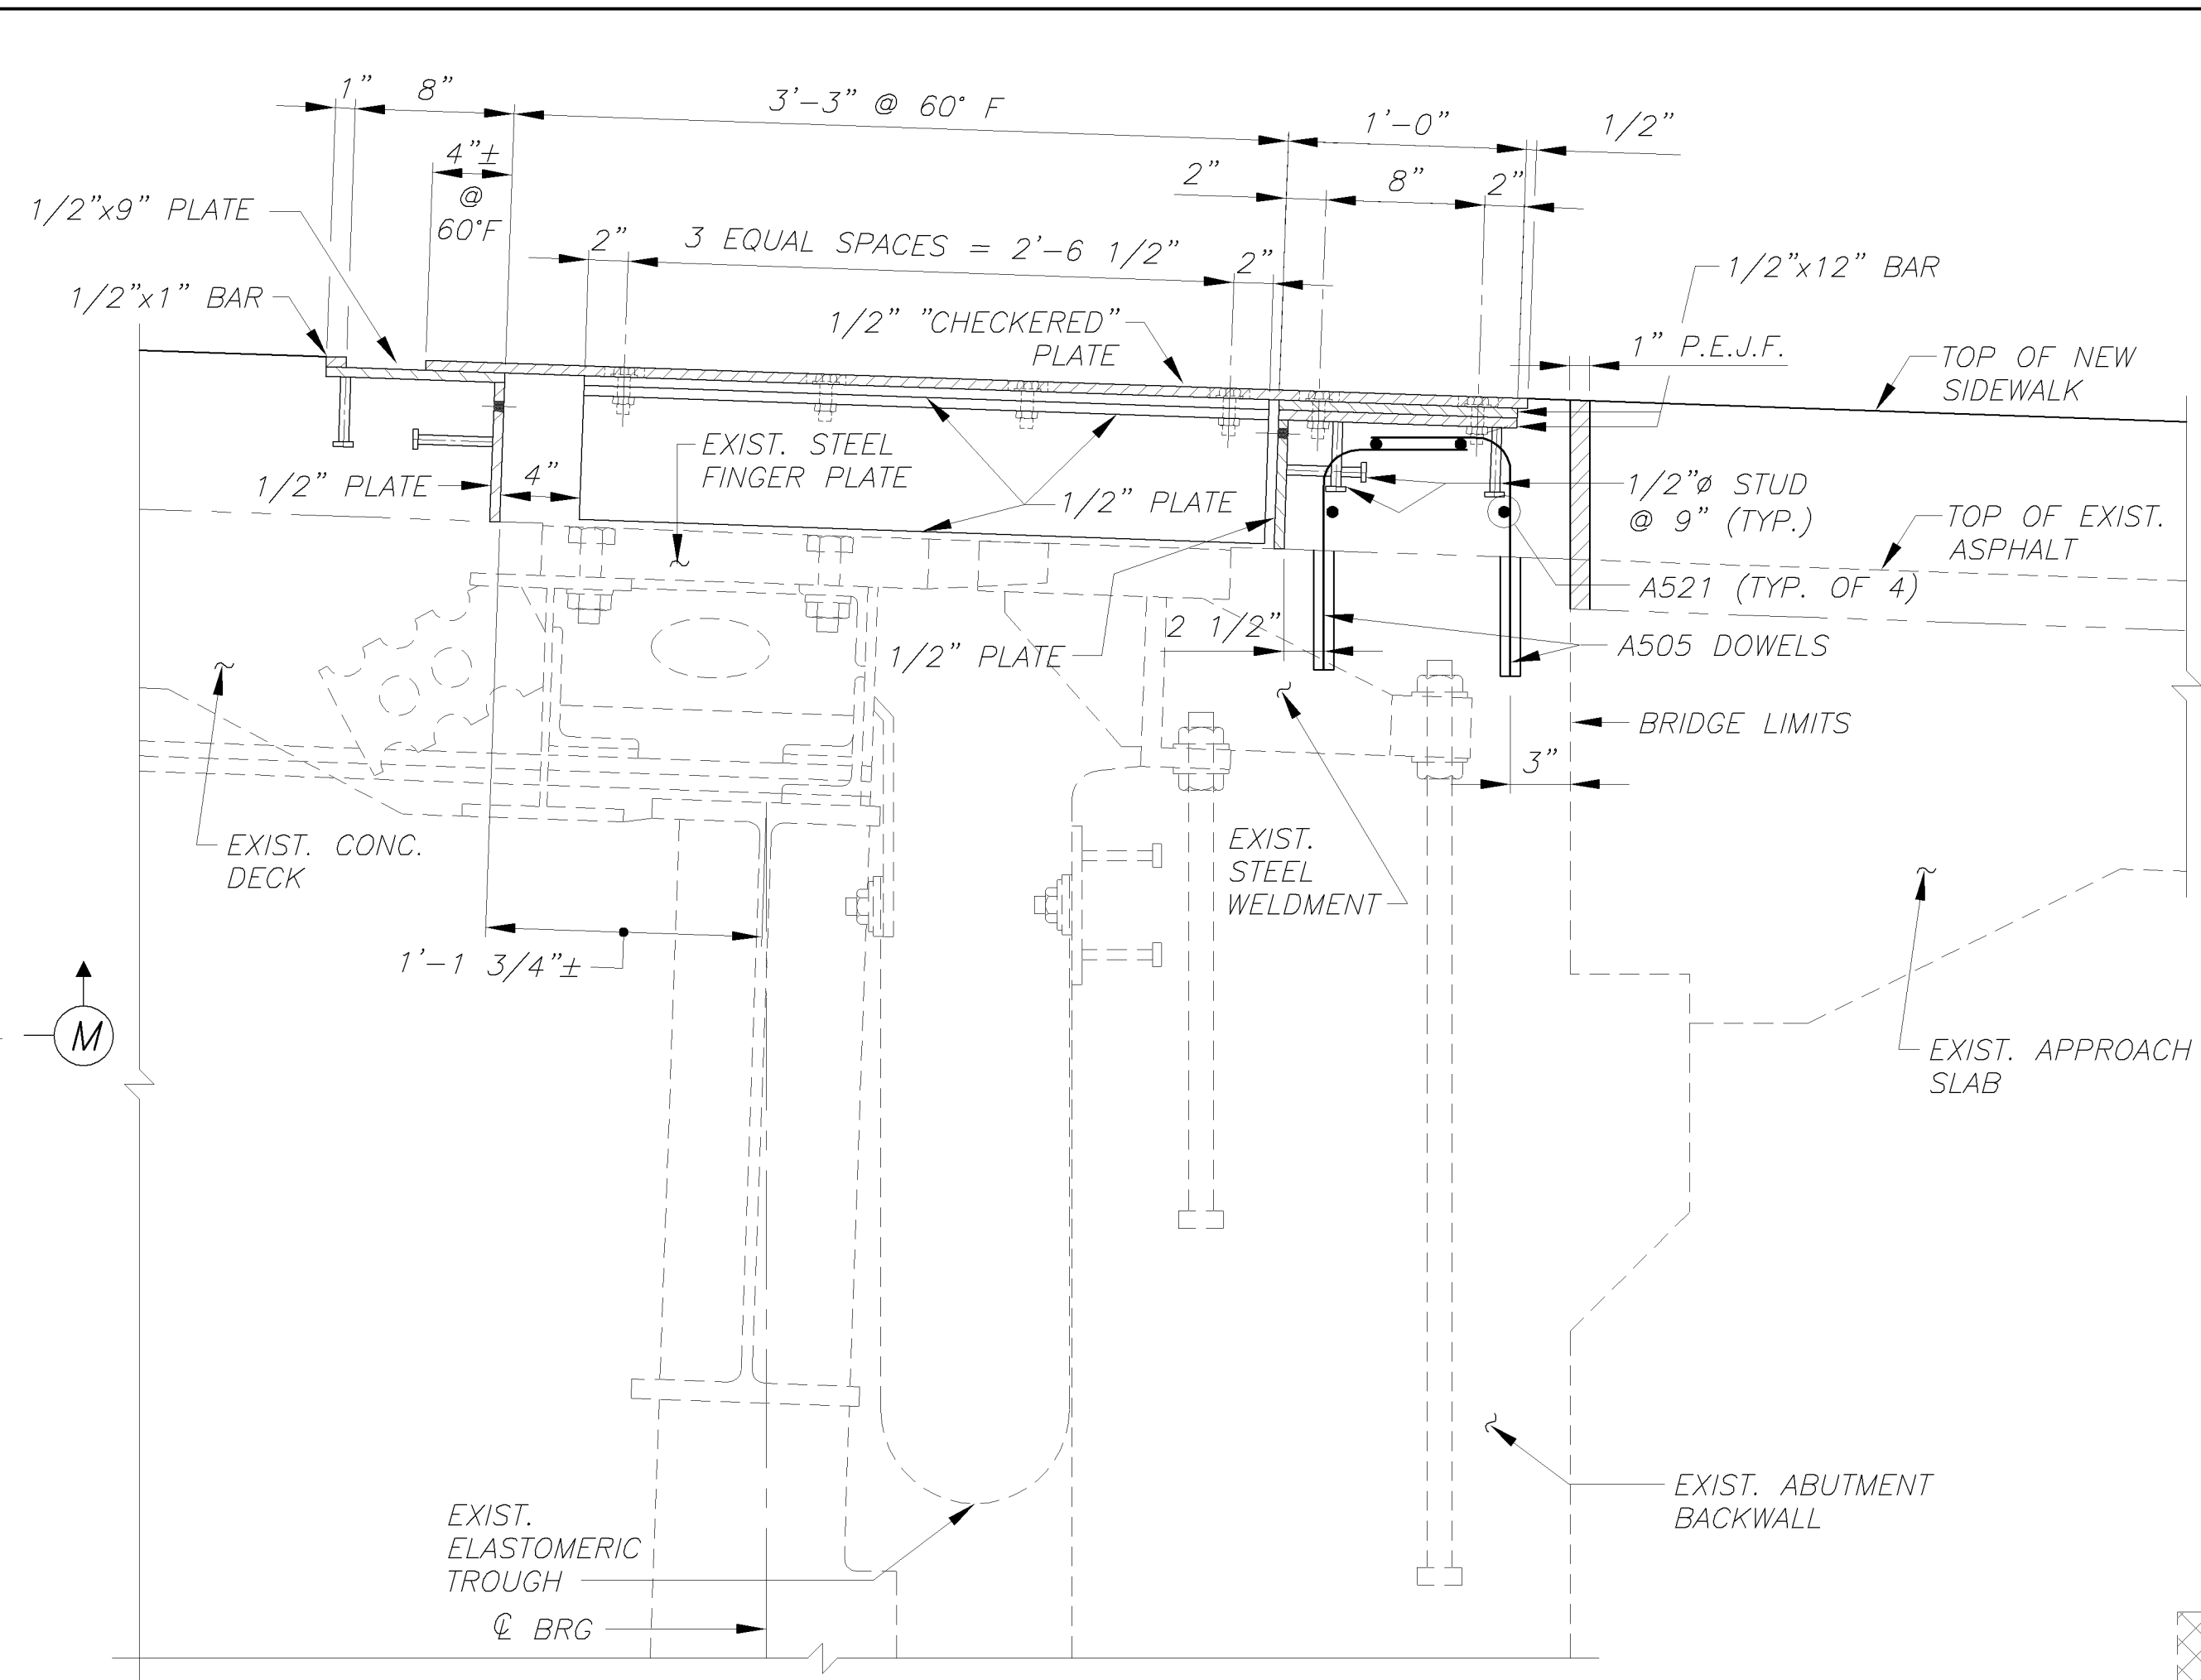 1" 8" 3'-3" @ 60° F 1'-0" 1/2"
4"±
@
60°F
2" 8" 2"
1/2"x9" PLATE
2" 3 EQUAL SPACES = 2'-6 1/2" 2"
1/2"x12" BAR
1/2"x1" BAR
1/2" "CHECKERED"
PLATE
1" P.E.J.F.
TOP OF NEW
SIDEWALK
EXIST. STEEL
FINGER PLATE
1/2" PLATE
4"
1/2" PLATE
1/2"ø STUD
@ 9" (TYP.)
TOP OF EXIST.
ASPHALT
A521 (TYP. OF 4)
2 1/2"
1/2" PLATE
A505 DOWELS
BRIDGE LIMITS
3"
EXIST. CONC.
DECK
EXIST.
STEEL
WELDMENT
1'-1 3/4"±
M
EXIST. APPROACH
SLAB
EXIST. ABUTMENT
BACKWALL
EXIST.
ELASTOMERIC
TROUGH
℄ BRG